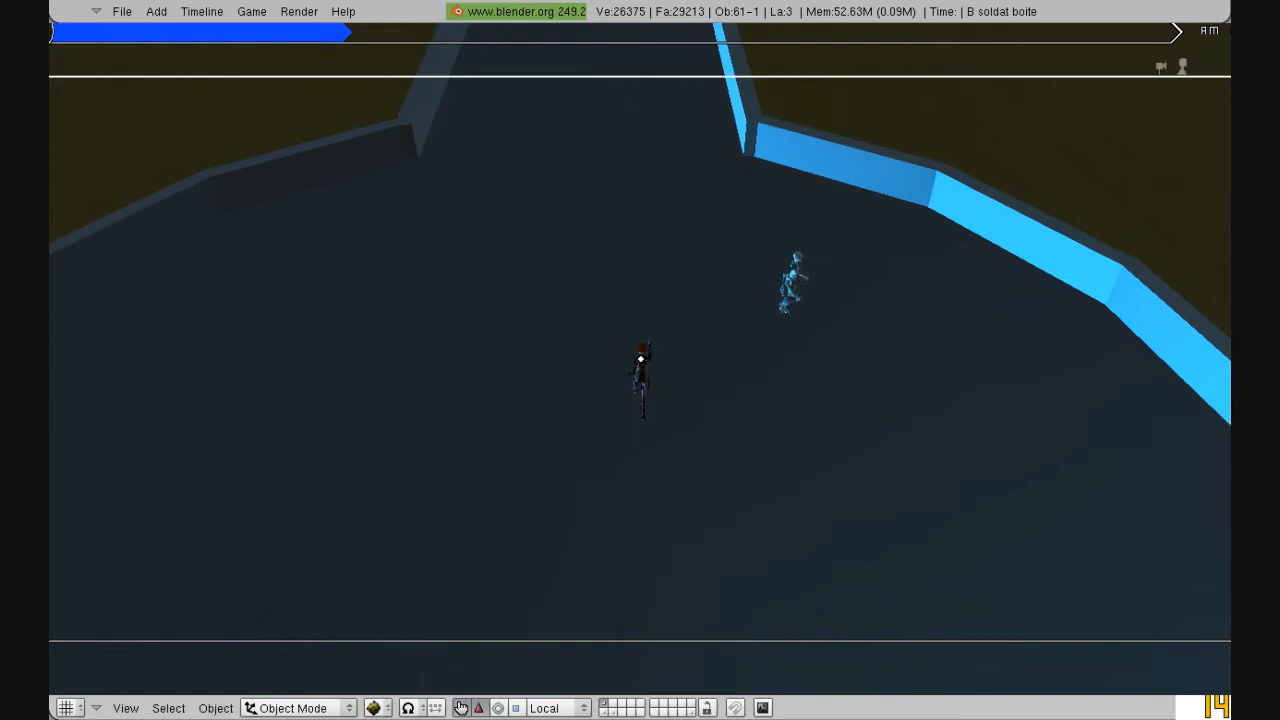 File Add Timeline Game Render Help www.blender.org 249.2 Ve:26375 | Fa:29213 | Ob:61-1 | La:3 | Mem:52.63M (0.09M) | Time: | B soldat boite
View Select Object Object Mode Local 14